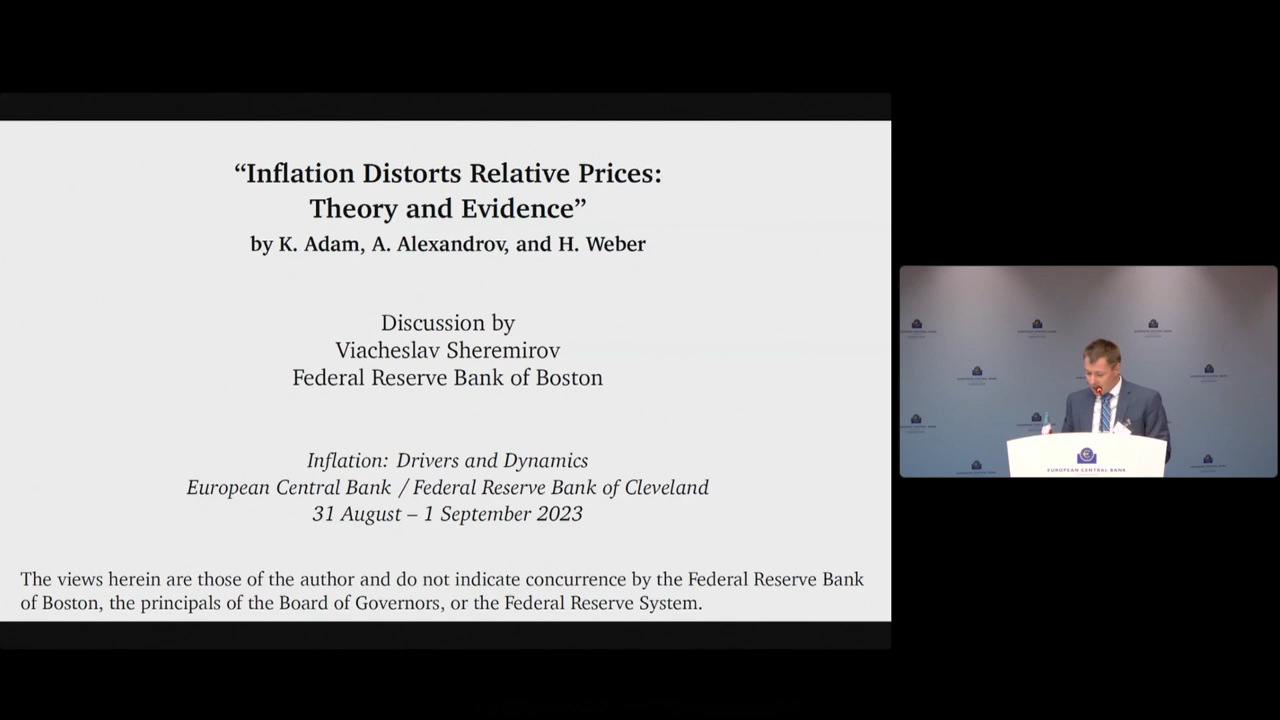 “Inflation Distorts Relative Prices:
Theory and Evidence”
by K. Adam, A. Alexandrov, and H. Weber
Discussion by
Viacheslav Sheremirov
Federal Reserve Bank of Boston
Inflation: Drivers and Dynamics
European Central Bank / Federal Reserve Bank of Cleveland
31 August – 1 September 2023
The views herein are those of the author and do not indicate concurrence by the Federal Reserve Bank
of Boston, the principals of the Board of Governors, or the Federal Reserve System.
EUROPEAN CENTRAL BANK